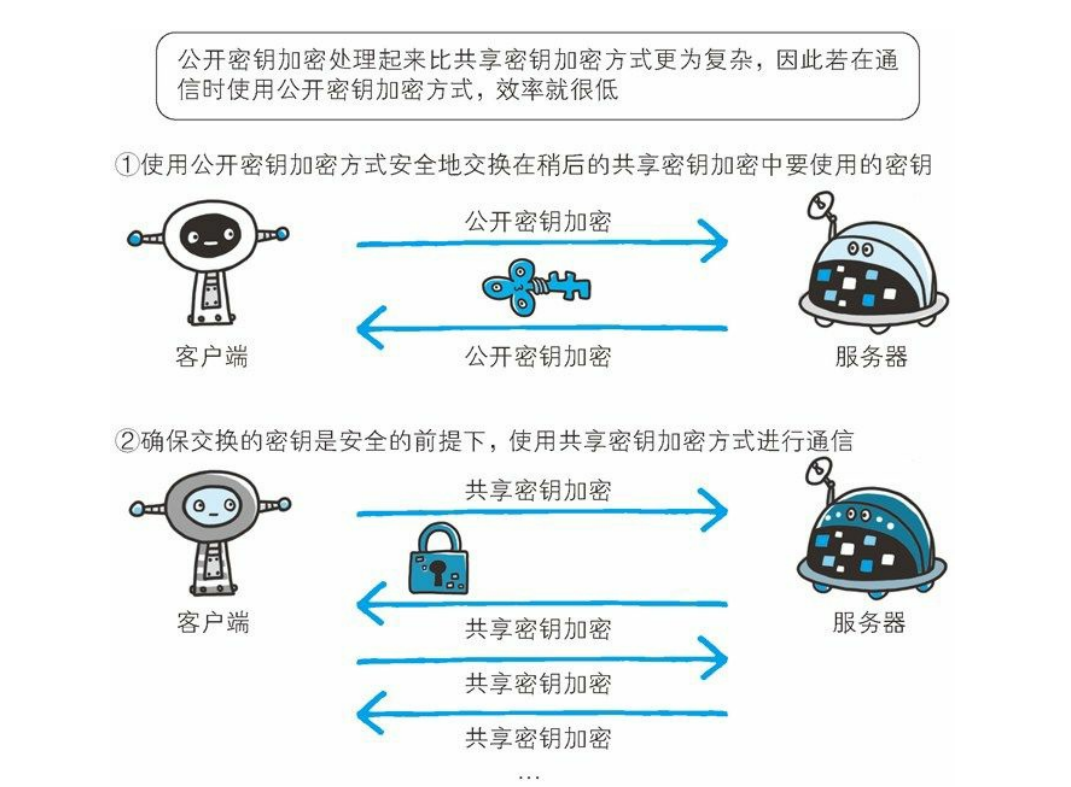 公开密钥加密处理起来比共享密钥加密方式更为复杂，因此若在通
信时使用公开密钥加密方式，效率就很低
①使用公开密钥加密方式安全地交换在稍后的共享密钥加密中要使用的密钥
公开密钥加密
公开密钥加密
客户端
服务器
②确保交换的密钥是安全的前提下，使用共享密钥加密方式进行通信
共享密钥加密
客户端
服务器
共享密钥加密
共享密钥加密
共享密钥加密
…